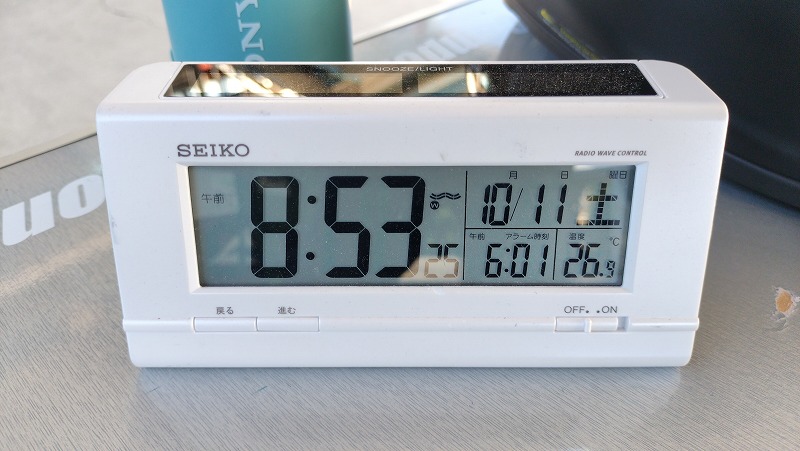 SONY
SNOOZE/LIGHT
SEIKO
RADIO WAVE CONTROL
月 日 曜日
午前 8:53 25 10/11 土
午前 アラーム時刻 温度
6:01 26.9 °C
戻る 進む OFF ON